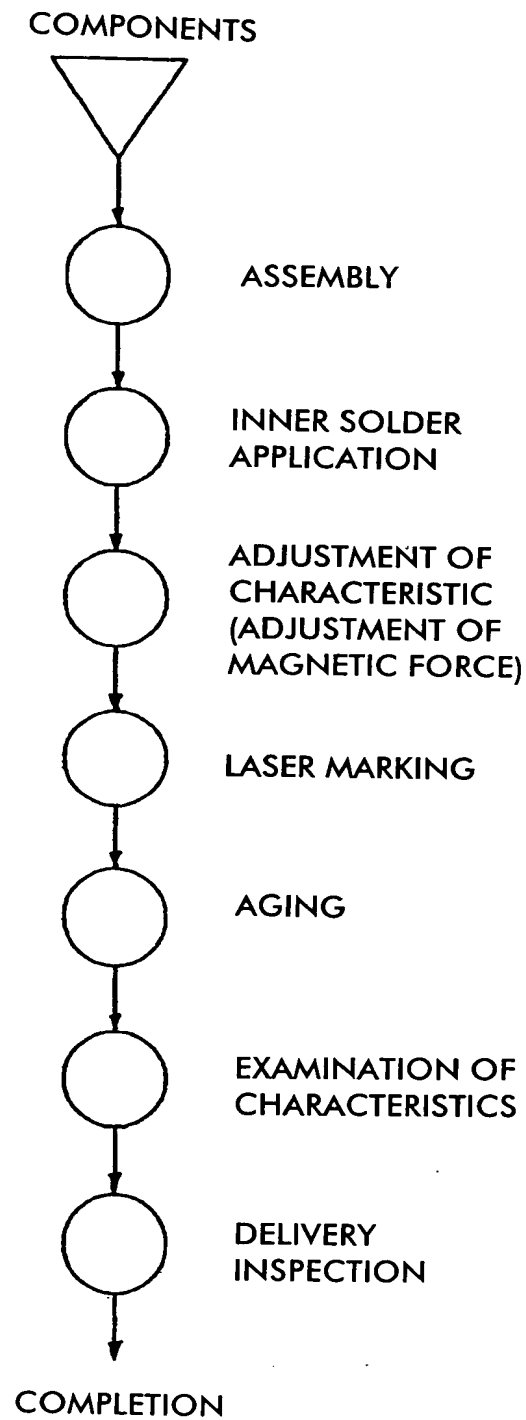 COMPONENTS
ASSEMBLY
INNER SOLDER
APPLICATION
ADJUSTMENT OF
CHARACTERISTIC
(ADJUSTMENT OF
MAGNETIC FORCE)
LASER MARKING
AGING
EXAMINATION OF
CHARACTERISTICS
DELIVERY
INSPECTION
COMPLETION